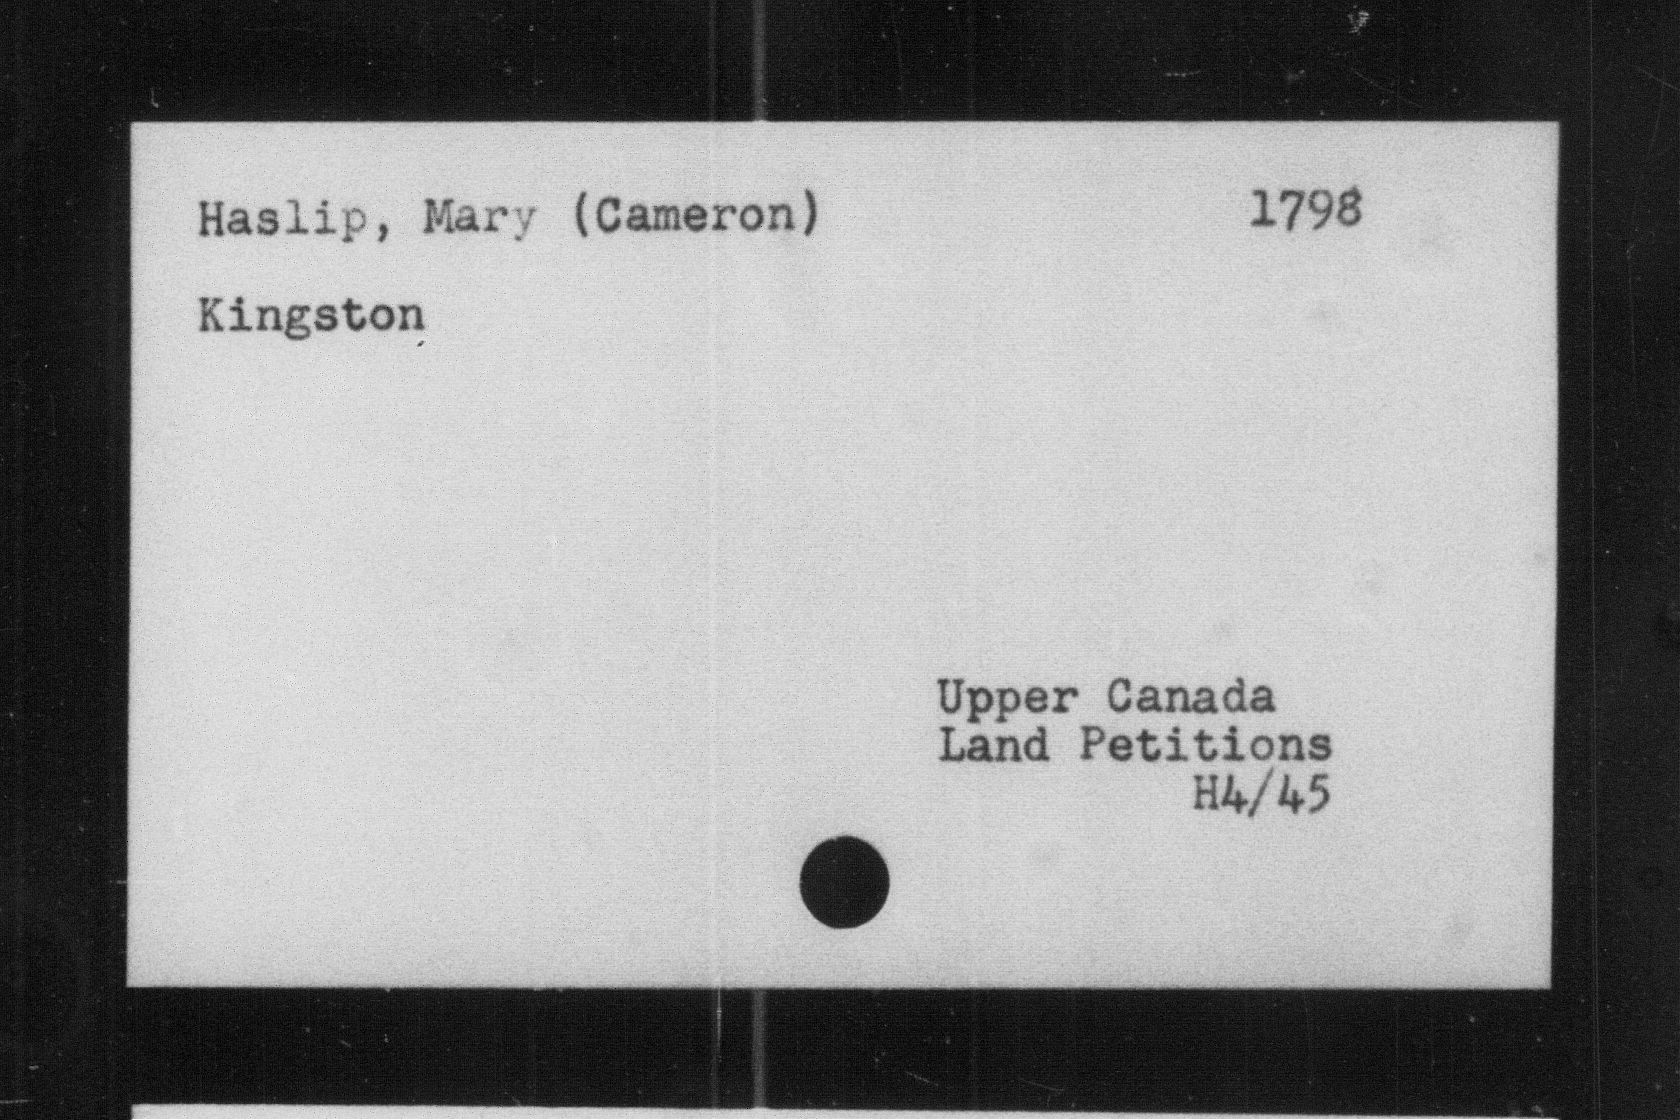 Haslip, Mary (Cameron) 1798
Kingston
Upper Canada
Land Petitions
H4/45